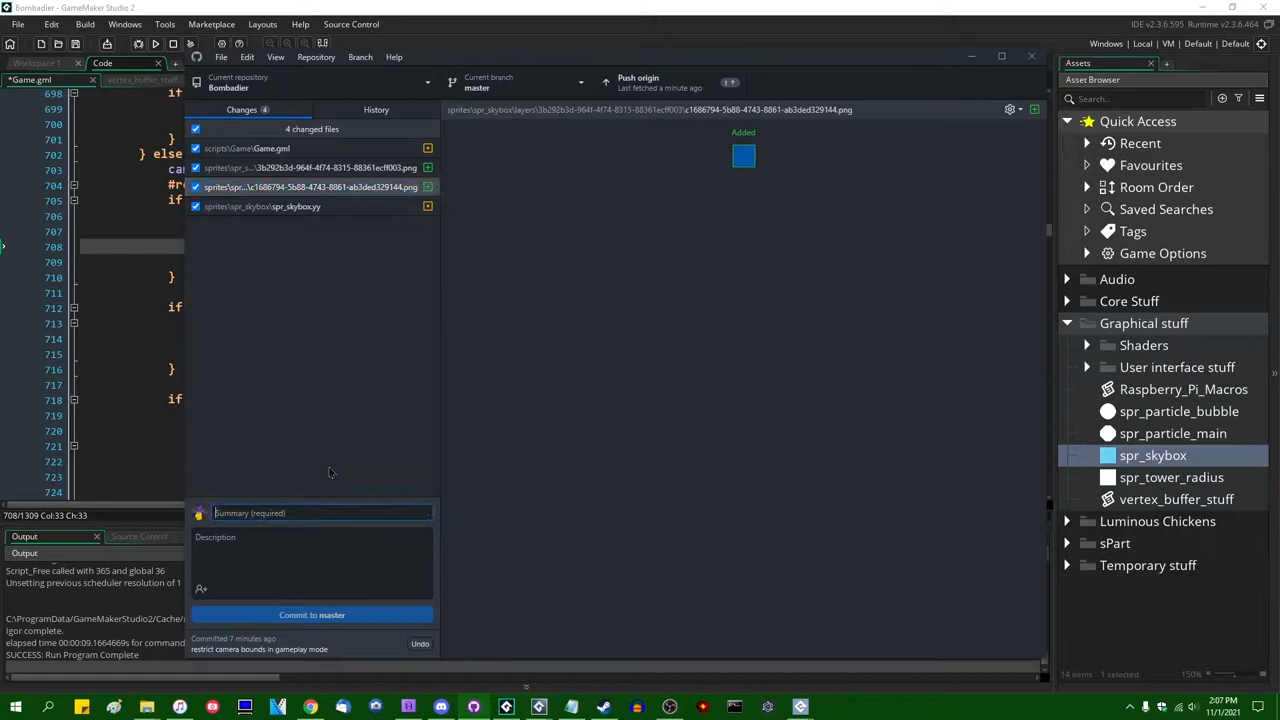 Bombadier - GameMaker Studio 2
File Edit Build Windows Tools Marketplace Layouts Help Source Control
IDE v2.3.6.595 Runtime v2.3.6.464
Windows | Local | VM | Default | Default
Workspace 1
Code
*Game.gml
vertex_buffer_stuff
File Edit View Repository Branch Help
Current repository
Bombadier
Current branch
master
Push origin
Last fetched a minute ago
1
Changes 4
History
sprites\spr_skybox\layers\3b292b3d-964f-4f74-8315-88361ecff003\c1686794-5b88-4743-8861-ab3ded329144.png
4 changed files
scripts\Game\Game.gml
sprites\spr_s...\3b292b3d-964f-4f74-8315-88361ecff003.png
sprites\spr...\c1686794-5b88-4743-8861-ab3ded329144.png
sprites\spr_skybox\spr_skybox.yy
Added
698 if
699
700
701 }
702 } else
703 ca
704 #re
705 if
706
707
708
709
710 }
711
712 if
713
714
715
716 }
717
718 if
719
720
721
722
723
724
Summary (required)
Description
Commit to master
Committed 7 minutes ago
restrict camera bounds in gameplay mode
Undo
708/1309 Col:33 Ch:33
Output
Source Control
Output
Script_Free called with 365 and global 36
Unsetting previous scheduler resolution of 1
C:\ProgramData/GameMakerStudio2/Cache/
Igor complete.
elapsed time 00:00:09.1664669s for command
SUCCESS: Run Program Complete
Assets
Asset Browser
Search...
Quick Access
Recent
Favourites
Room Order
Saved Searches
Tags
Game Options
Audio
Core Stuff
Graphical stuff
Shaders
User interface stuff
Raspberry_Pi_Macros
spr_particle_bubble
spr_particle_main
spr_skybox
spr_tower_radius
vertex_buffer_stuff
Luminous Chickens
sPart
Temporary stuff
14 items 1 selected
150%
2:07 PM
11/1/2021